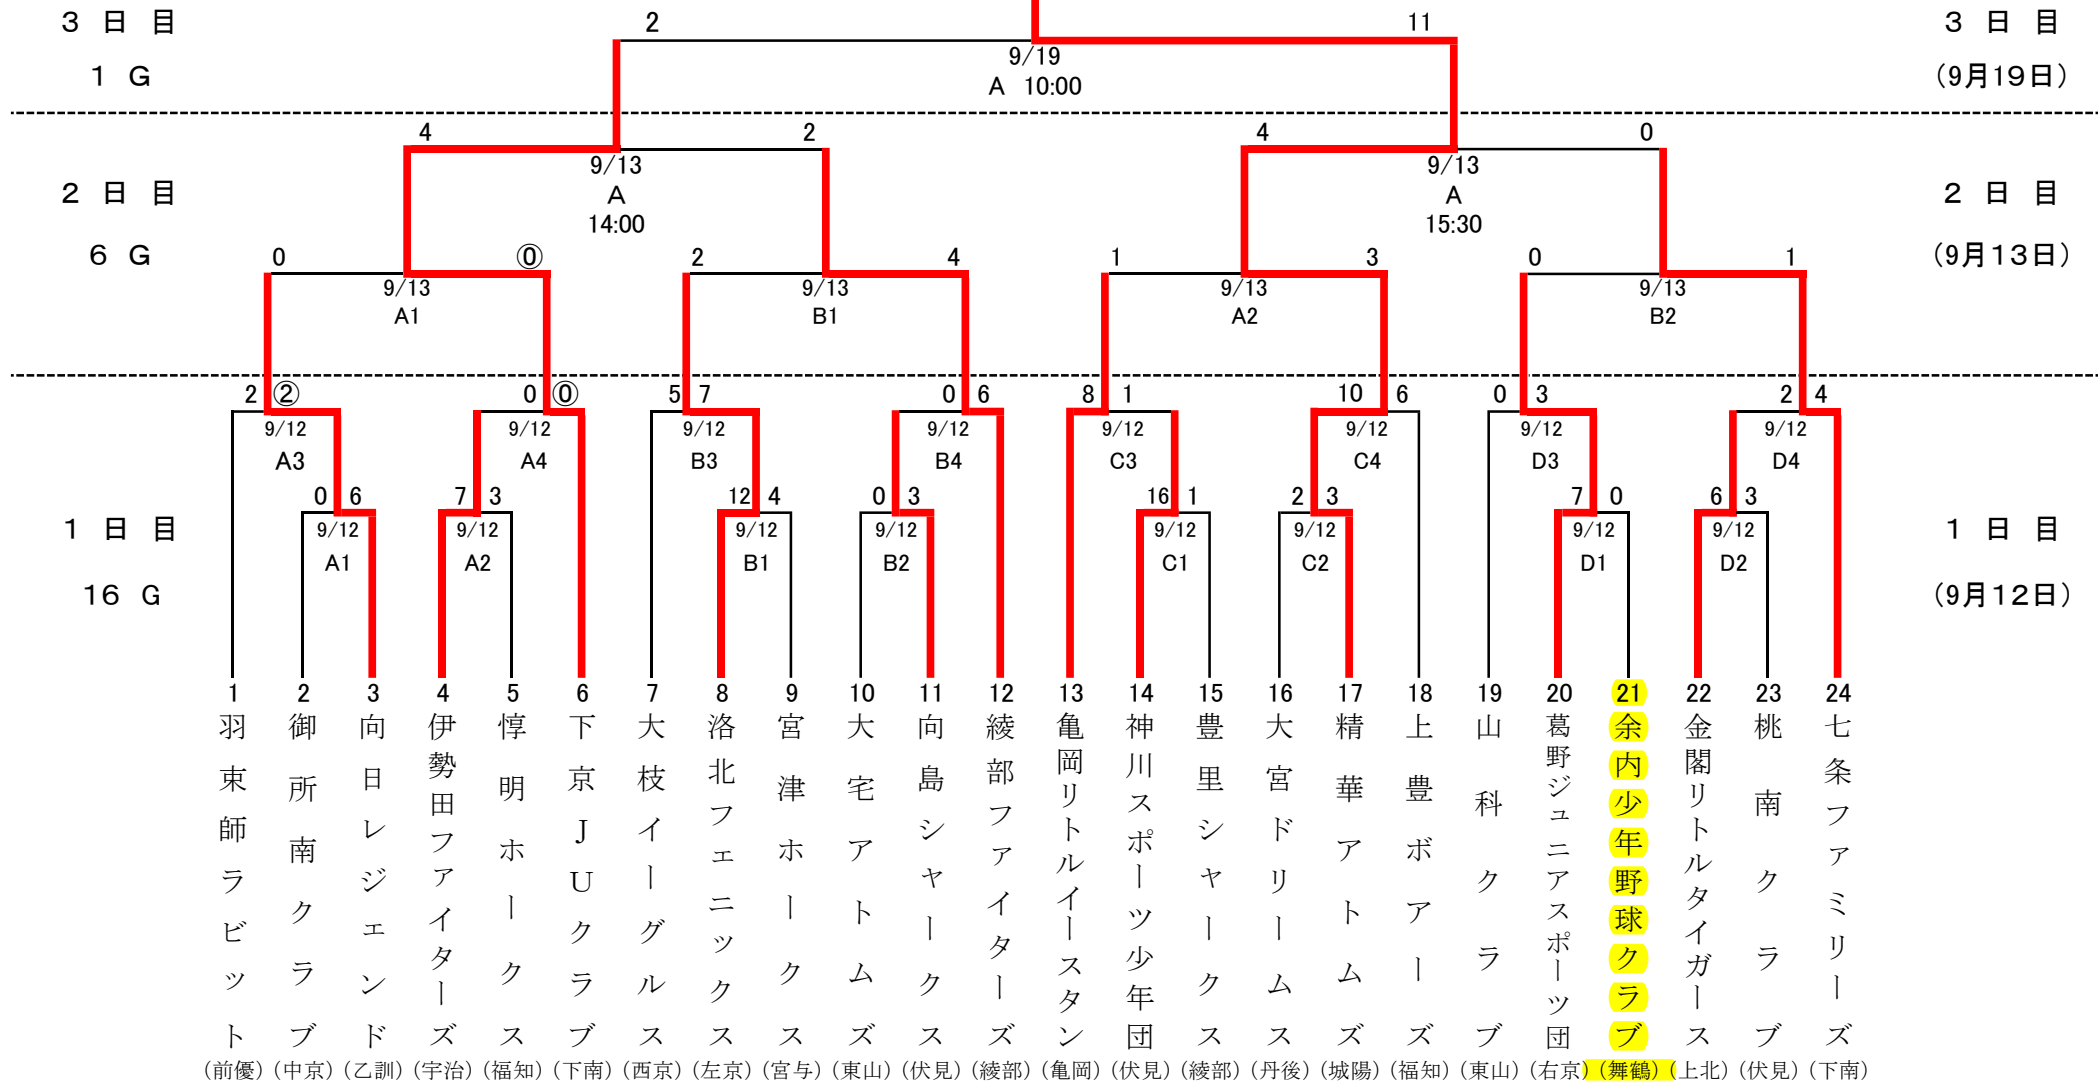 3 日 目 2 11 3 日 目
9/19
1 G A 10:00 (9月19日)
4 2 4 0
9/13 9/13
2 日 目 A A 2 日 目
14:00 15:30
6 G 0 ⓪ 2 4 1 3 0 1 (9月13日)
9/13 9/13 9/13 9/13
A1 B1 A2 B2
2 ② 0 ⓪ 5 7 0 6 8 1 10 6 0 3 2 4
9/12 9/12 9/12 9/12 9/12 9/12 9/12 9/12
A3 A4 B3 B4 C3 C4 D3 D4
0 6 7 3 12 4 0 3 16 1 2 3 7 0 6 3
1 日 目 9/12 9/12 9/12 9/12 9/12 9/12 9/12 9/12 1 日 目
A1 A2 B1 B2 C1 C2 D1 D2
16 G (9月12日)
1 2 3 4 5 6 7 8 9 10 11 12 13 14 15 16 17 18 19 20 21 22 23 24
羽束師ラビット
御所南クラブ
向日レジェンド
伊勢田ファイターズ
惇明ホークス
下京JUクラブ
大枝イーグルス
洛北フェニックス
宮津ホークス
大宅アトムズ
向島シャークス
綾部ファイターズ
亀岡リトルイースタン
神川スポーツ少年団
豊里シャークス
大宮ドリームス
精華アトムズ
上豊ボアーズ
山科クラブ
葛野ジュニアスポーツ団
余内少年野球クラブ
金閣リトルタイガース
桃南クラブ
七条ファミリーズ
(前優) (中京) (乙訓) (宇治) (福知) (下南) (西京) (左京) (宮与) (東山) (伏見) (綾部) (亀岡) (伏見) (綾部) (丹後) (城陽) (福知) (東山) (右京) (舞鶴) (上北) (伏見) (下南)